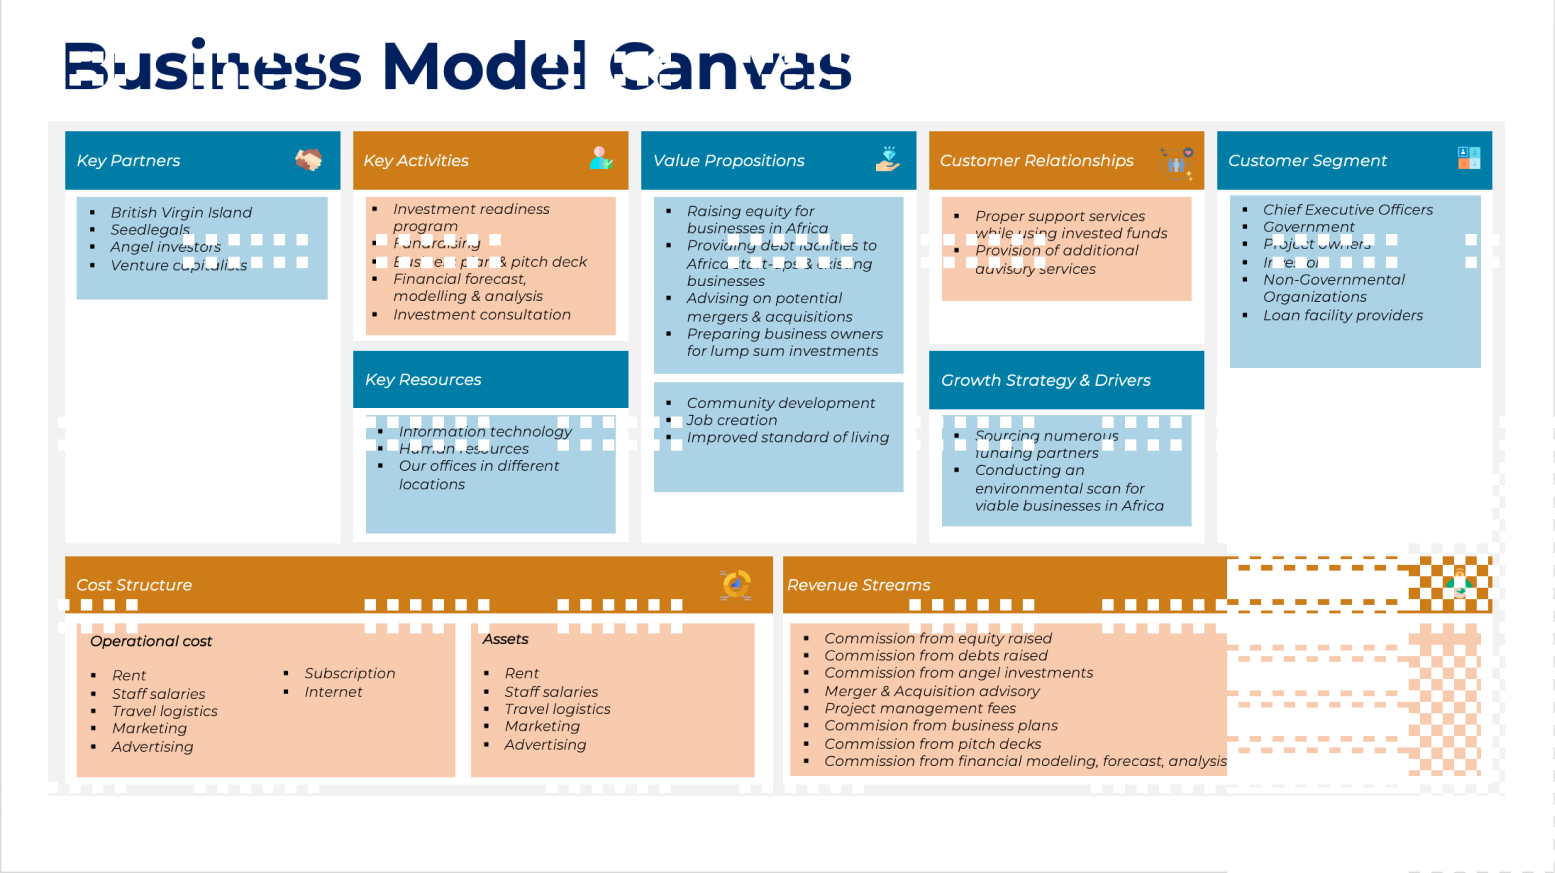 Business Model Canvas
Key Partners
British Virgin Island
Seedlegals
Angel investors
Venture capitalists
Key Activities
Investment readiness
program
Fundraising
Business plan & pitch deck
Financial forecast,
modelling & analysis
Investment consultation
Key Resources
Information technology
Human resources
Our offices in different
locations
Value Propositions
Raising equity for
businesses in Africa
Providing debt facilities to
Africa start-ups & existing
businesses
Advising on potential
mergers & acquisitions
Preparing business owners
for lump sum investments
Community development
Job creation
Improved standard of living
Customer Relationships
Proper support services
while using invested funds
Provision of additional
advisory services
Growth Strategy & Drivers
Sourcing numerous
funding partners
Conducting an
environmental scan for
viable businesses in Africa
Customer Segment
Chief Executive Officers
Government
Project owners
Investors
Non-Governmental
Organizations
Loan facility providers
Cost Structure
Operational cost
Rent
Staff salaries
Travel logistics
Marketing
Advertising
Subscription
Internet
Assets
Rent
Staff salaries
Travel logistics
Marketing
Advertising
Revenue Streams
Commission from equity raised
Commission from debts raised
Commission from angel investments
Merger & Acquisition advisory
Project management fees
Commision from business plans
Commission from pitch decks
Commission from financial modeling, forecast, analysis